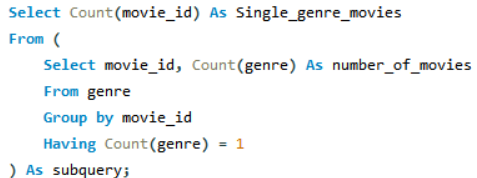 Select Count(movie_id) As Single_genre_movies
From (
    Select movie_id, Count(genre) As number_of_movies
    From genre
    Group by movie_id
    Having Count(genre) = 1
) As subquery;